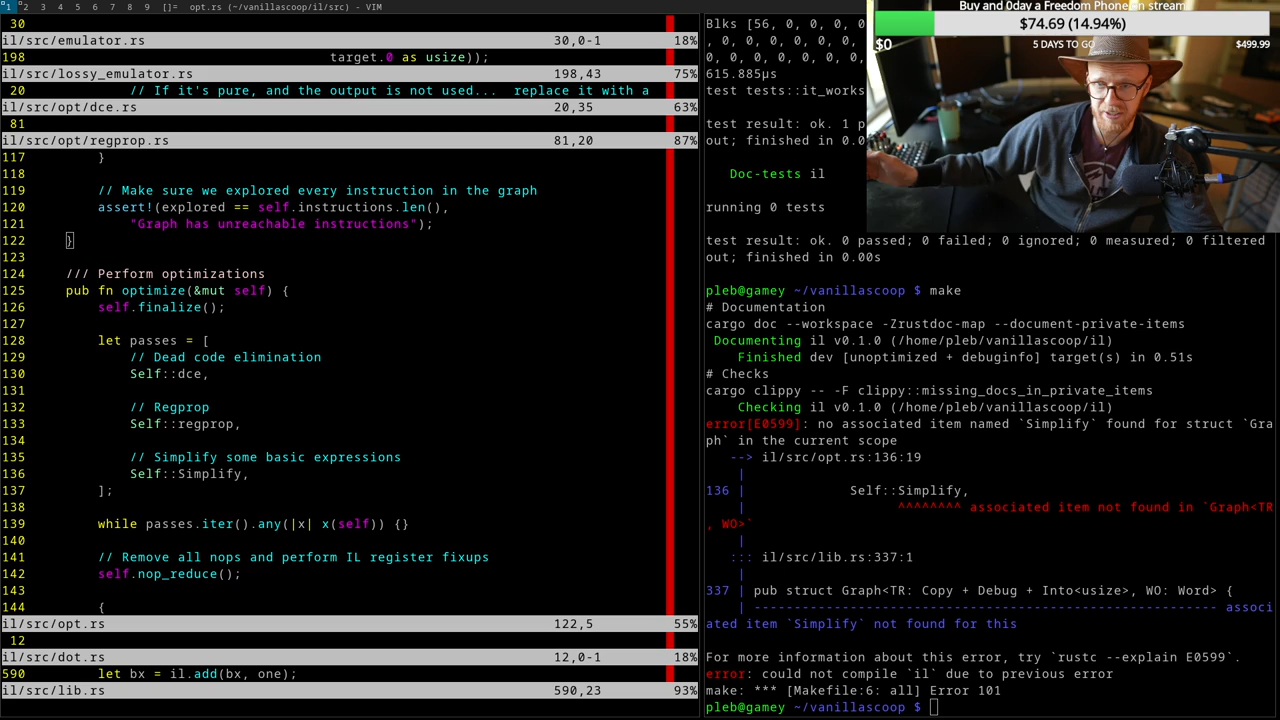 1 2 3 4 5 6 7 8 9 []= opt.rs (~/vanillascoop/il/src) - VIM
30
il/src/emulator.rs 30,0-1 18%
198 target.0 as usize));
il/src/lossy_emulator.rs 198,43 75%
20 // If it's pure, and the output is not used... replace it with a
il/src/opt/dce.rs 20,35 63%
81
il/src/opt/regprop.rs 81,20 87%
117 }
118
119 // Make sure we explored every instruction in the graph
120 assert!(explored == self.instructions.len(),
121 "Graph has unreachable instructions");
122 }
123
124 /// Perform optimizations
125 pub fn optimize(&mut self) {
126 self.finalize();
127
128 let passes = [
129 // Dead code elimination
130 Self::dce,
131
132 // Regprop
133 Self::regprop,
134
135 // Simplify some basic expressions
136 Self::Simplify,
137 ];
138
139 while passes.iter().any(|x| x(self)) {}
140
141 // Remove all nops and perform IL register fixups
142 self.nop_reduce();
143
144 {
il/src/opt.rs 122,5 55%
12
il/src/dot.rs 12,0-1 18%
590 let bx = il.add(bx, one);
il/src/lib.rs 590,23 93%
Blks [56, 0, 0, 0, 0
, 0, 0, 0, 0, 0, 0,
0, 0, 0, 0, 0, 0, 0,
615.885µs
test tests::it_works
test result: ok. 1 p
out; finished in 0.0
Doc-tests il
running 0 tests
test result: ok. 0 passed; 0 failed; 0 ignored; 0 measured; 0 filtered
out; finished in 0.00s
pleb@gamey ~/vanillascoop $ make
# Documentation
cargo doc --workspace -Zrustdoc-map --document-private-items
Documenting il v0.1.0 (/home/pleb/vanillascoop/il)
Finished dev [unoptimized + debuginfo] target(s) in 0.51s
# Checks
cargo clippy -- -F clippy::missing_docs_in_private_items
Checking il v0.1.0 (/home/pleb/vanillascoop/il)
error[E0599]: no associated item named `Simplify` found for struct `Gra
ph` in the current scope
--> il/src/opt.rs:136:19
|
136 | Self::Simplify,
| ^^^^^^^^ associated item not found in `Graph<TR
, WO>`
|
::: il/src/lib.rs:337:1
|
337 | pub struct Graph<TR: Copy + Debug + Into<usize>, WO: Word> {
| ---------------------------------------------------------- associ
ated item `Simplify` not found for this
For more information about this error, try `rustc --explain E0599`.
error: could not compile `il` due to previous error
make: *** [Makefile:6: all] Error 101
pleb@gamey ~/vanillascoop $
Buy and 0day a Freedom Phone on stream
$74.69 (14.94%)
$0 5 DAYS TO GO $499.99